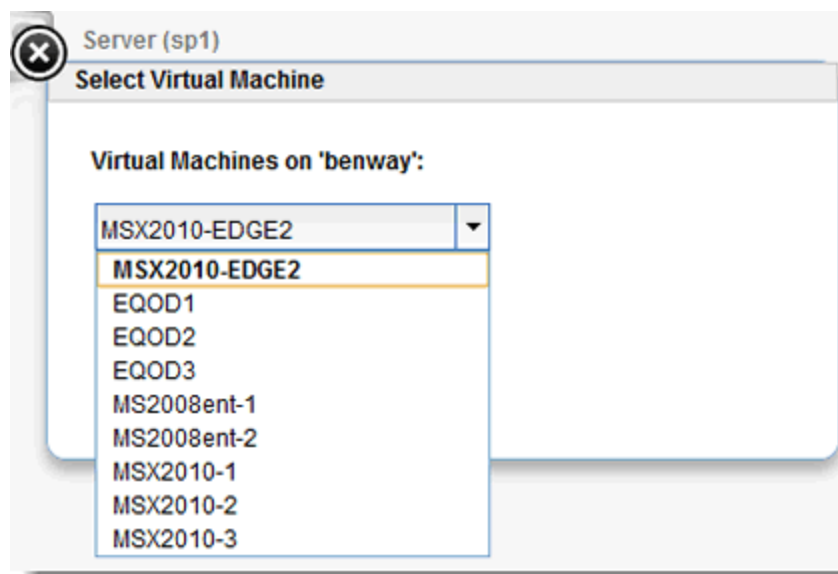 Server (sp1)
Select Virtual Machine
Virtual Machines on 'benway':
MSX2010-EDGE2
MSX2010-EDGE2
EQOD1
EQOD2
EQOD3
MS2008ent-1
MS2008ent-2
MSX2010-1
MSX2010-2
MSX2010-3